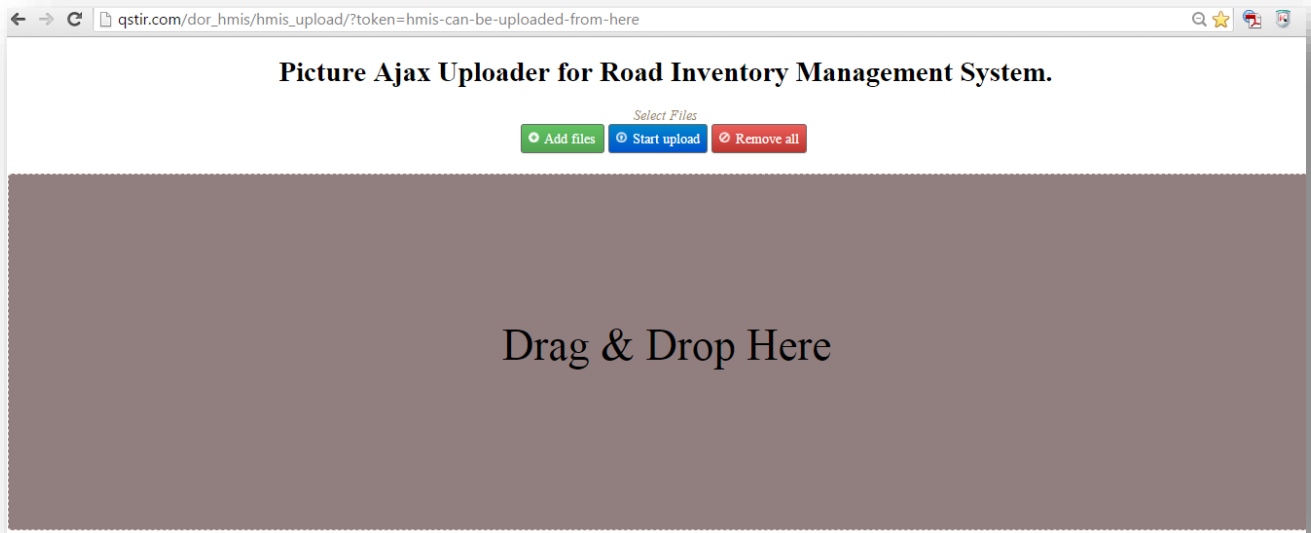 qstir.com/dor_hmis/hmis_upload/?token=hmis-can-be-uploaded-from-here
Picture Ajax Uploader for Road Inventory Management System.
Select Files
Add files Start upload Remove all
Drag & Drop Here